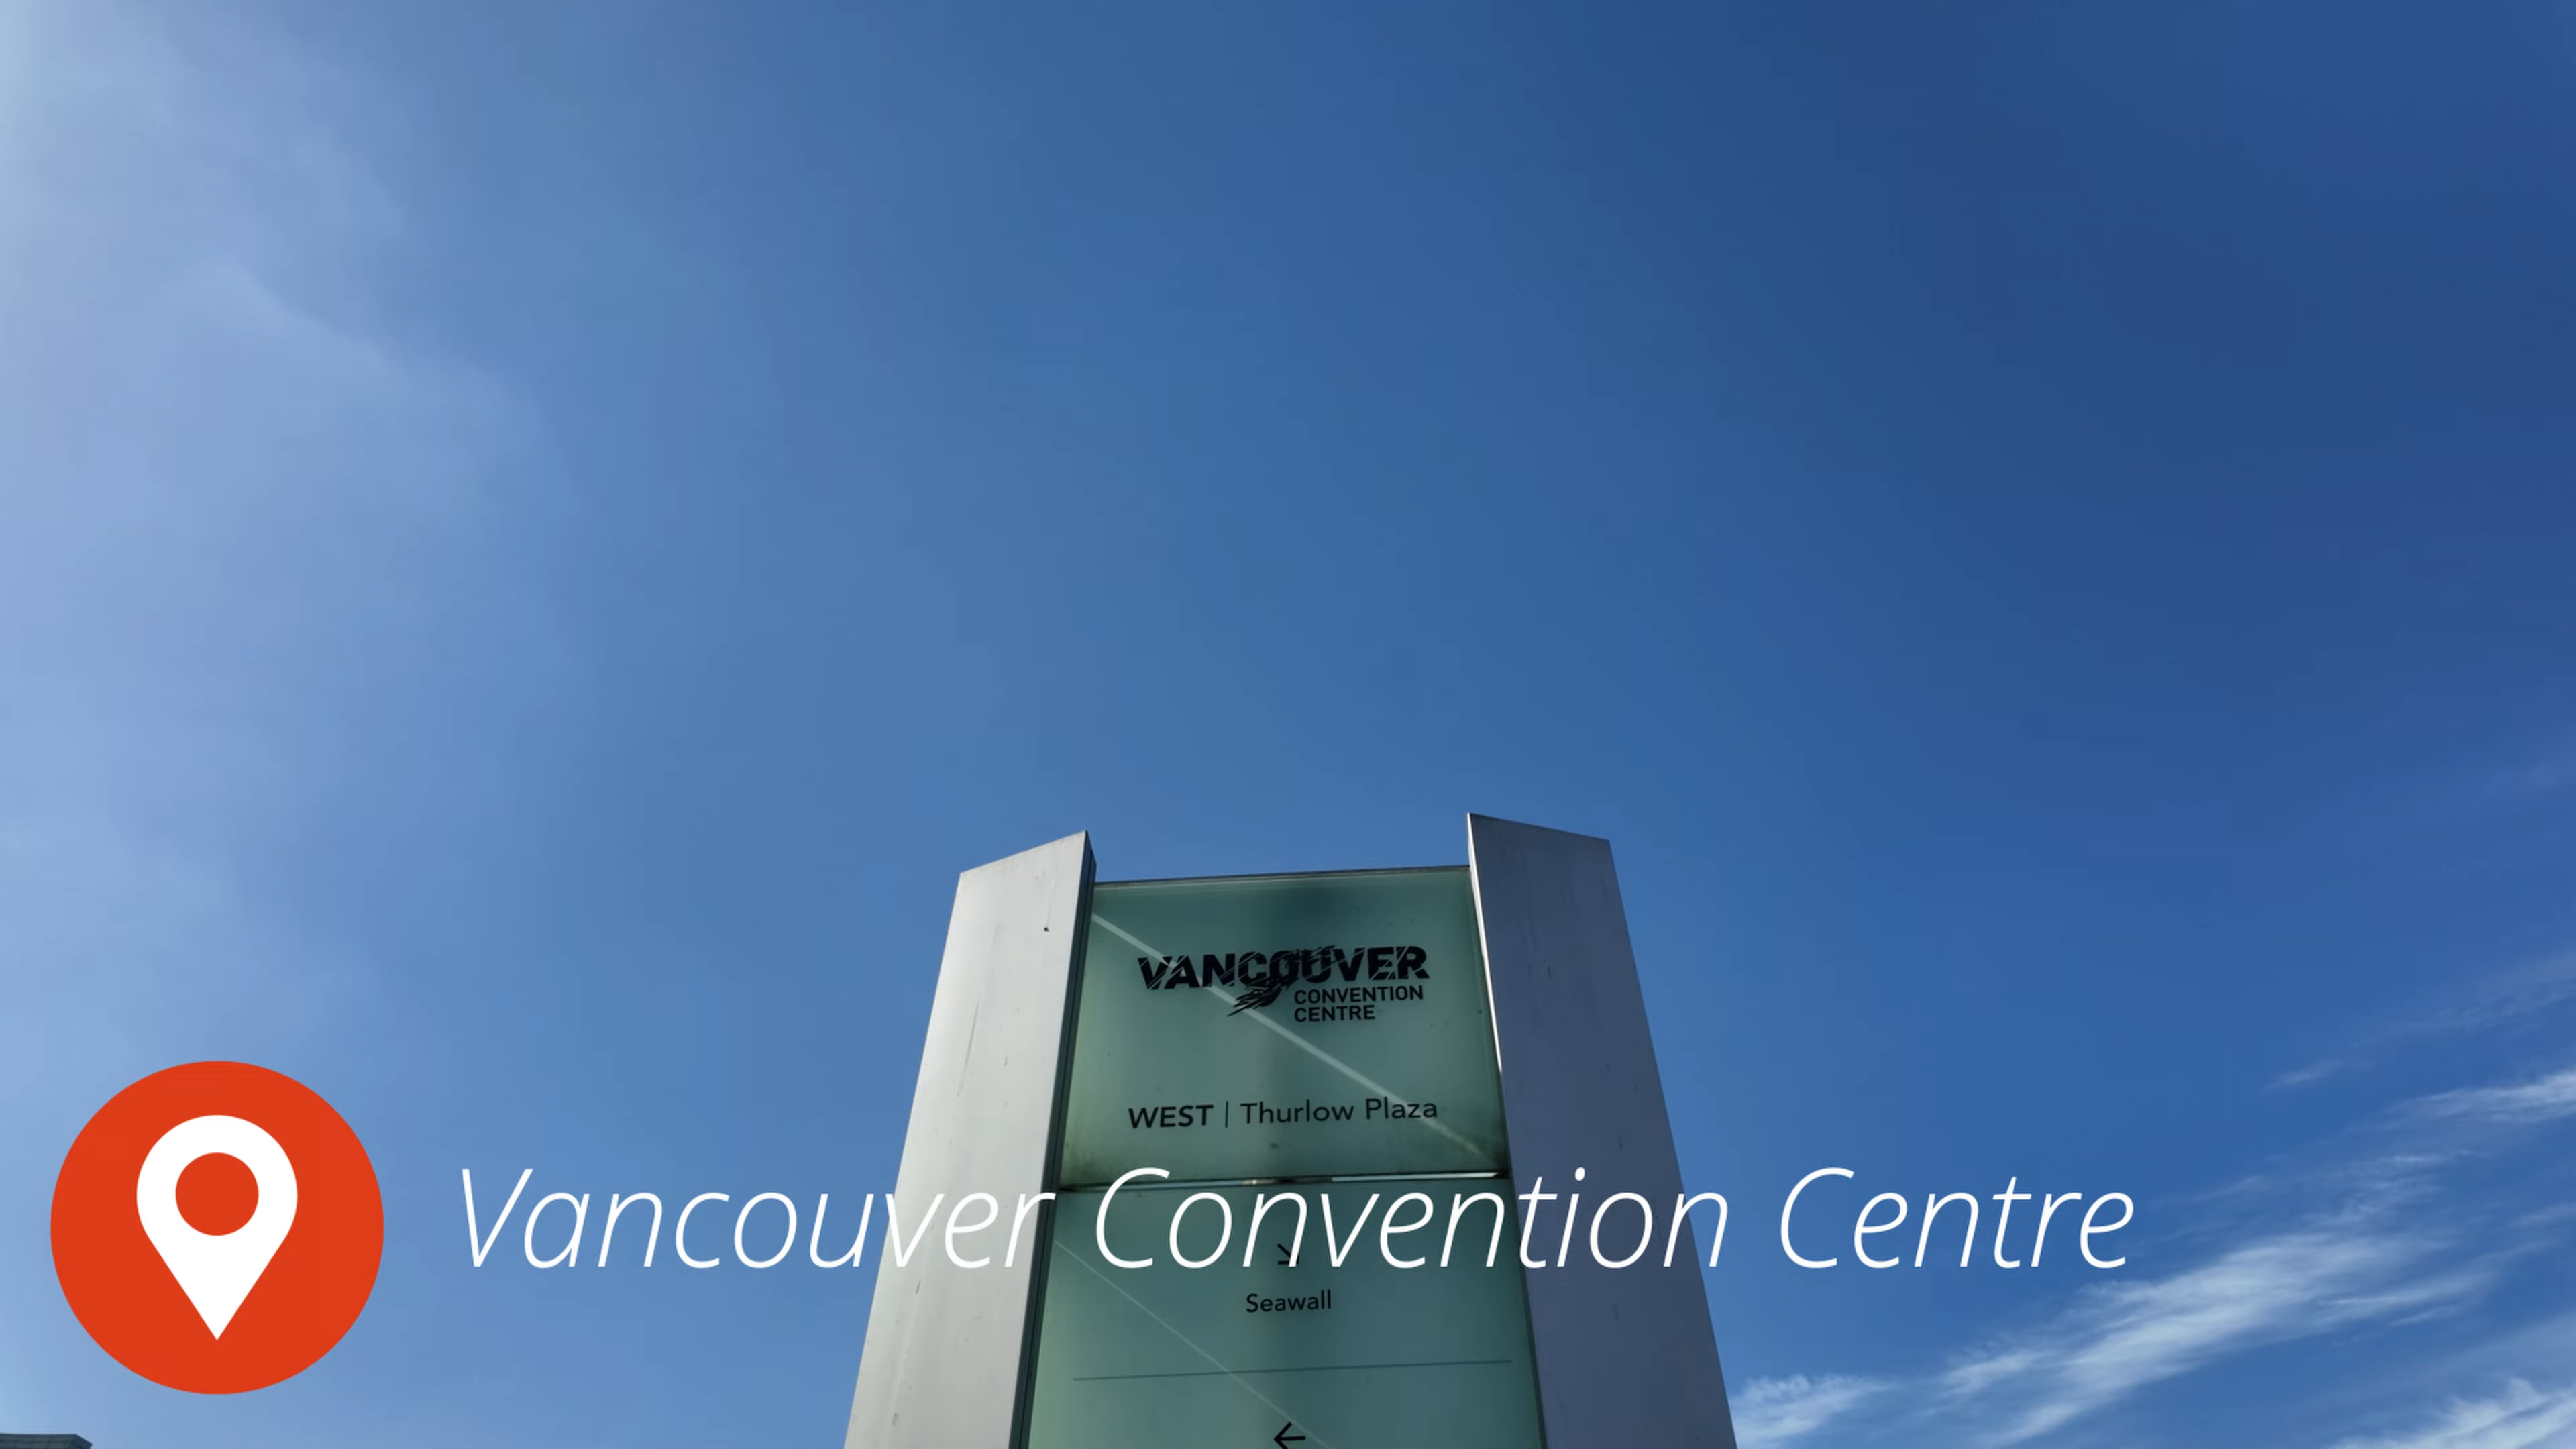 VANCOUVER
CONVENTION
CENTRE
WEST | Thurlow Plaza
Vancouver Convention Centre
Seawall